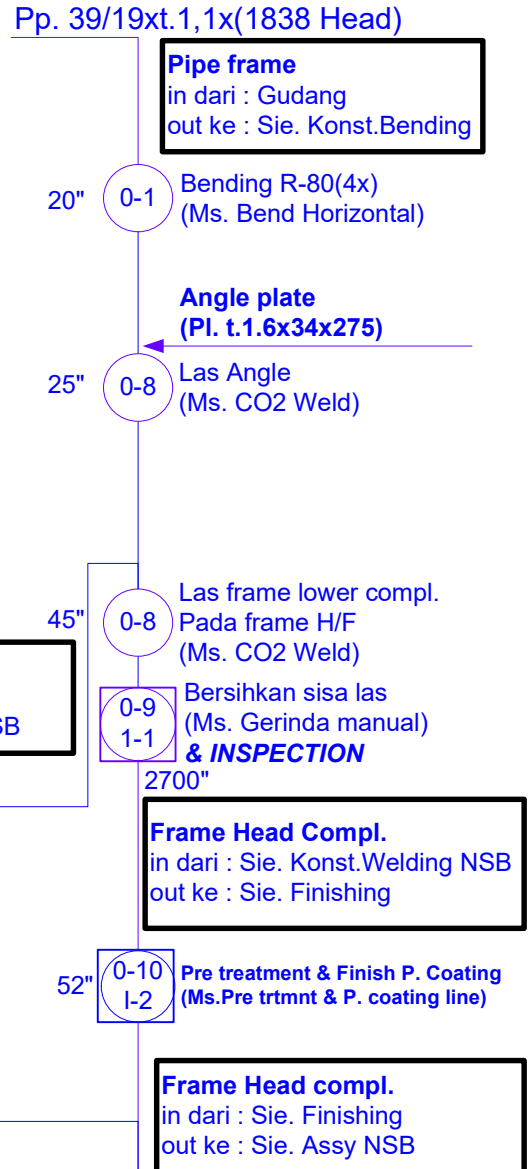 Pp. 39/19xt.1,1x(1838 Head)
Pipe frame
in dari : Gudang
out ke : Sie. Konst.Bending
20"
0-1
Bending R-80(4x)
(Ms. Bend Horizontal)
Angle plate
(Pl. t.1.6x34x275)
25"
0-8
Las Angle
(Ms. CO2 Weld)
45"
0-8
Las frame lower compl.
Pada frame H/F
(Ms. CO2 Weld)
0-9
1-1
Bersihkan sisa las
(Ms. Gerinda manual)
& INSPECTION
2700"
Frame Head Compl.
in dari : Sie. Konst.Welding NSB
out ke : Sie. Finishing
52"
0-10
I-2
Pre treatment & Finish P. Coating
(Ms.Pre trtmnt & P. coating line)
Frame Head compl.
in dari : Sie. Finishing
out ke : Sie. Assy NSB